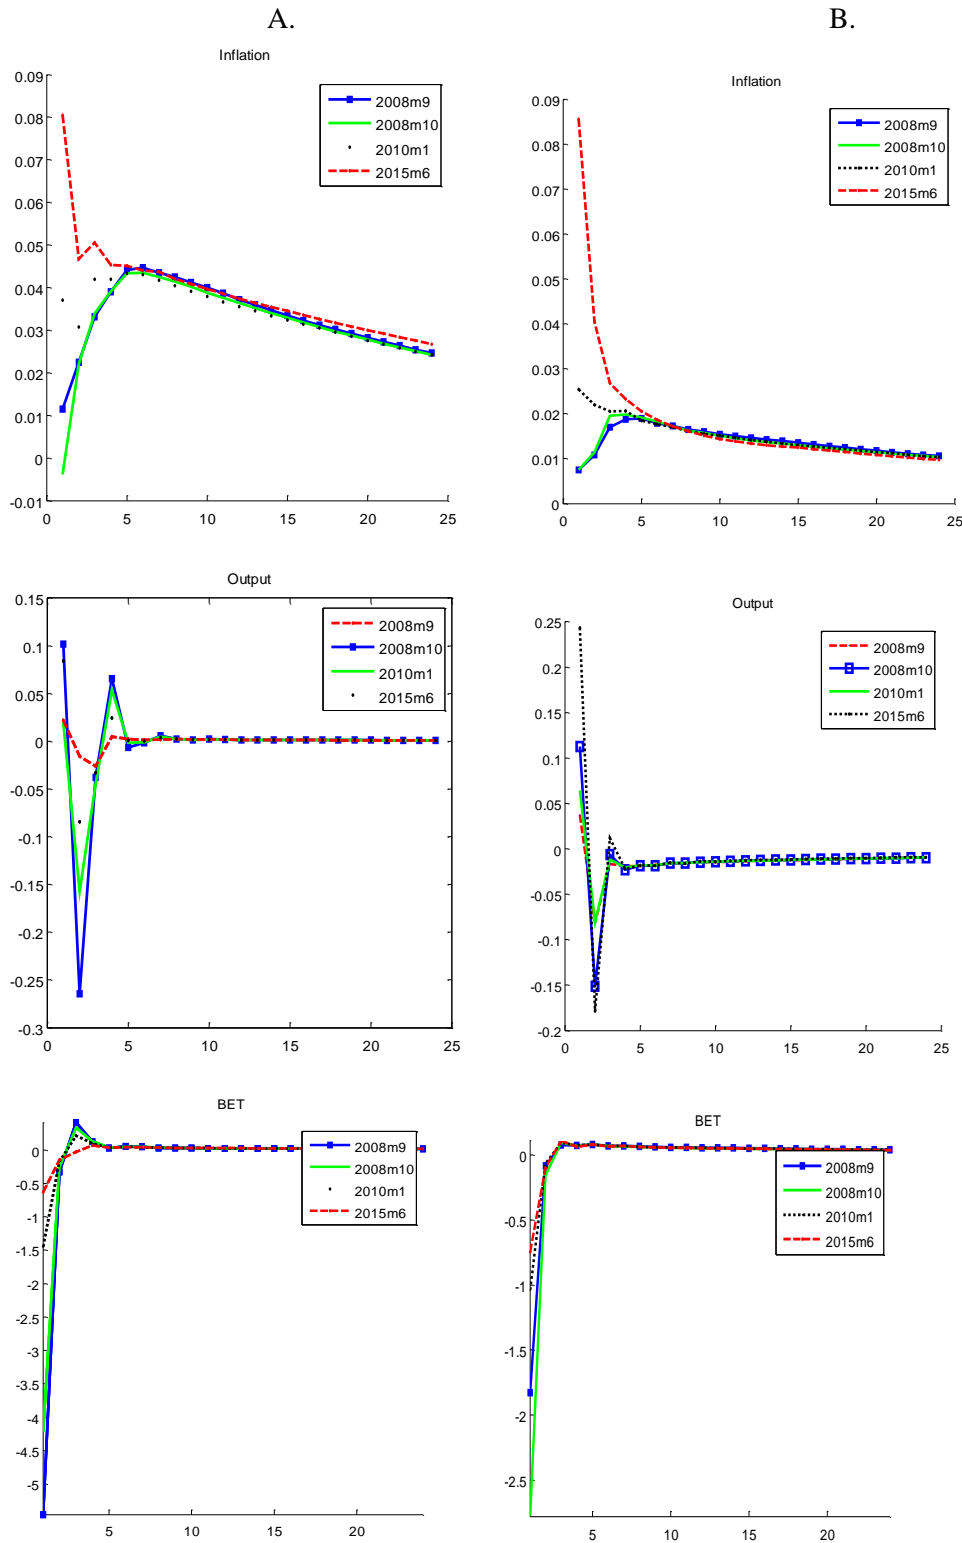 A.
B.
Inflation
0.09
0.08
0.07
0.06
0.05
0.04
0.03
0.02
0.01
0
-0.01
0 5 10 15 20 25
2008m9
2008m10
2010m1
2015m6
Inflation
0.09
0.08
0.07
0.06
0.05
0.04
0.03
0.02
0.01
0
0 5 10 15 20 25
2008m9
2008m10
2010m1
2015m6
Output
0.15
0.1
0.05
0
-0.05
-0.1
-0.15
-0.2
-0.25
-0.3
0 5 10 15 20 25
2008m9
2008m10
2010m1
2015m6
Output
0.25
0.2
0.15
0.1
0.05
0
-0.05
-0.1
-0.15
-0.2
0 5 10 15 20 25
2008m9
2008m10
2010m1
2015m6
BET
0
-0.5
-1
-1.5
-2
-2.5
-3
-3.5
-4
-4.5
-5
5 10 15 20
2008m9
2008m10
2010m1
2015m6
BET
0
-0.5
-1
-1.5
-2
-2.5
5 10 15 20
2008m9
2008m10
2010m1
2015m6